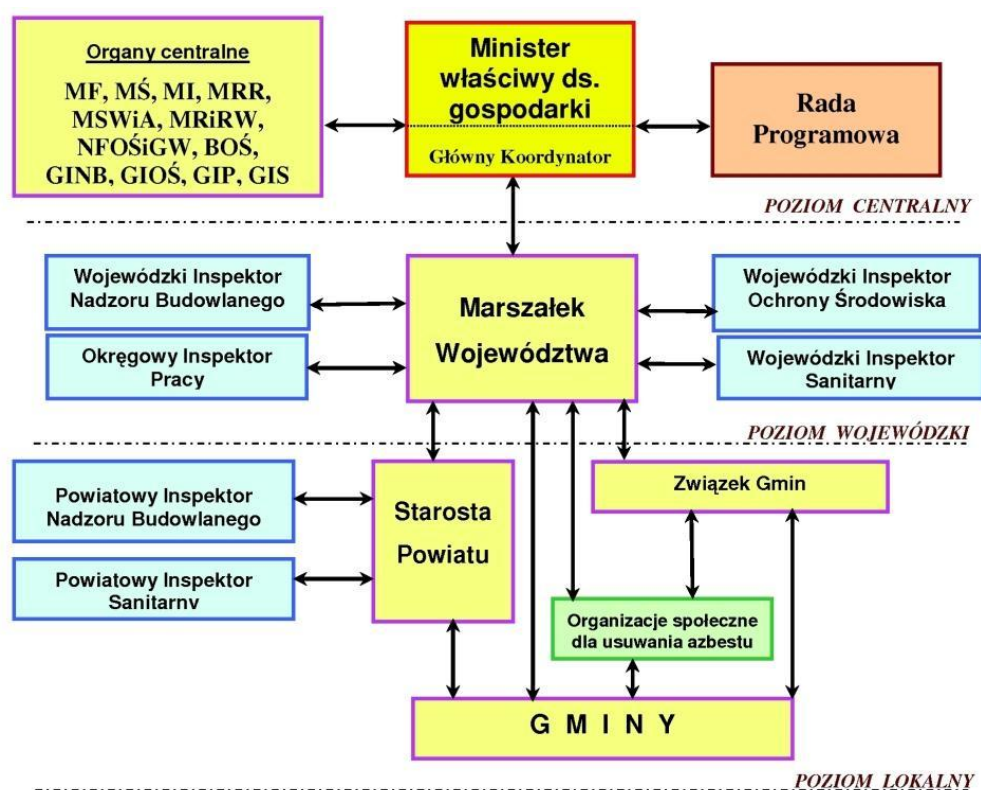 Organy centralne
MF, MŚ, MI, MRR,
MSWiA, MRiRW,
NFOŚiGW, BOŚ,
GINB, GIOŚ, GIP, GIS
Minister
właściwy ds.
gospodarki
Główny Koordynator
Rada
Programowa
POZIOM CENTRALNY
Wojewódzki Inspektor
Nadzoru Budowlanego
Okręgowy Inspektor
Pracy
Marszałek
Województwa
Wojewódzki Inspektor
Ochrony Środowiska
Wojewódzki Inspektor
Sanitarny
POZIOM WOJEWÓDZKI
Powiatowy Inspektor
Nadzoru Budowlanego
Powiatowy Inspektor
Sanitarny
Starosta
Powiatu
Związek Gmin
Organizacje społeczne
dla usuwania azbestu
G M I N Y
POZIOM LOKALNY